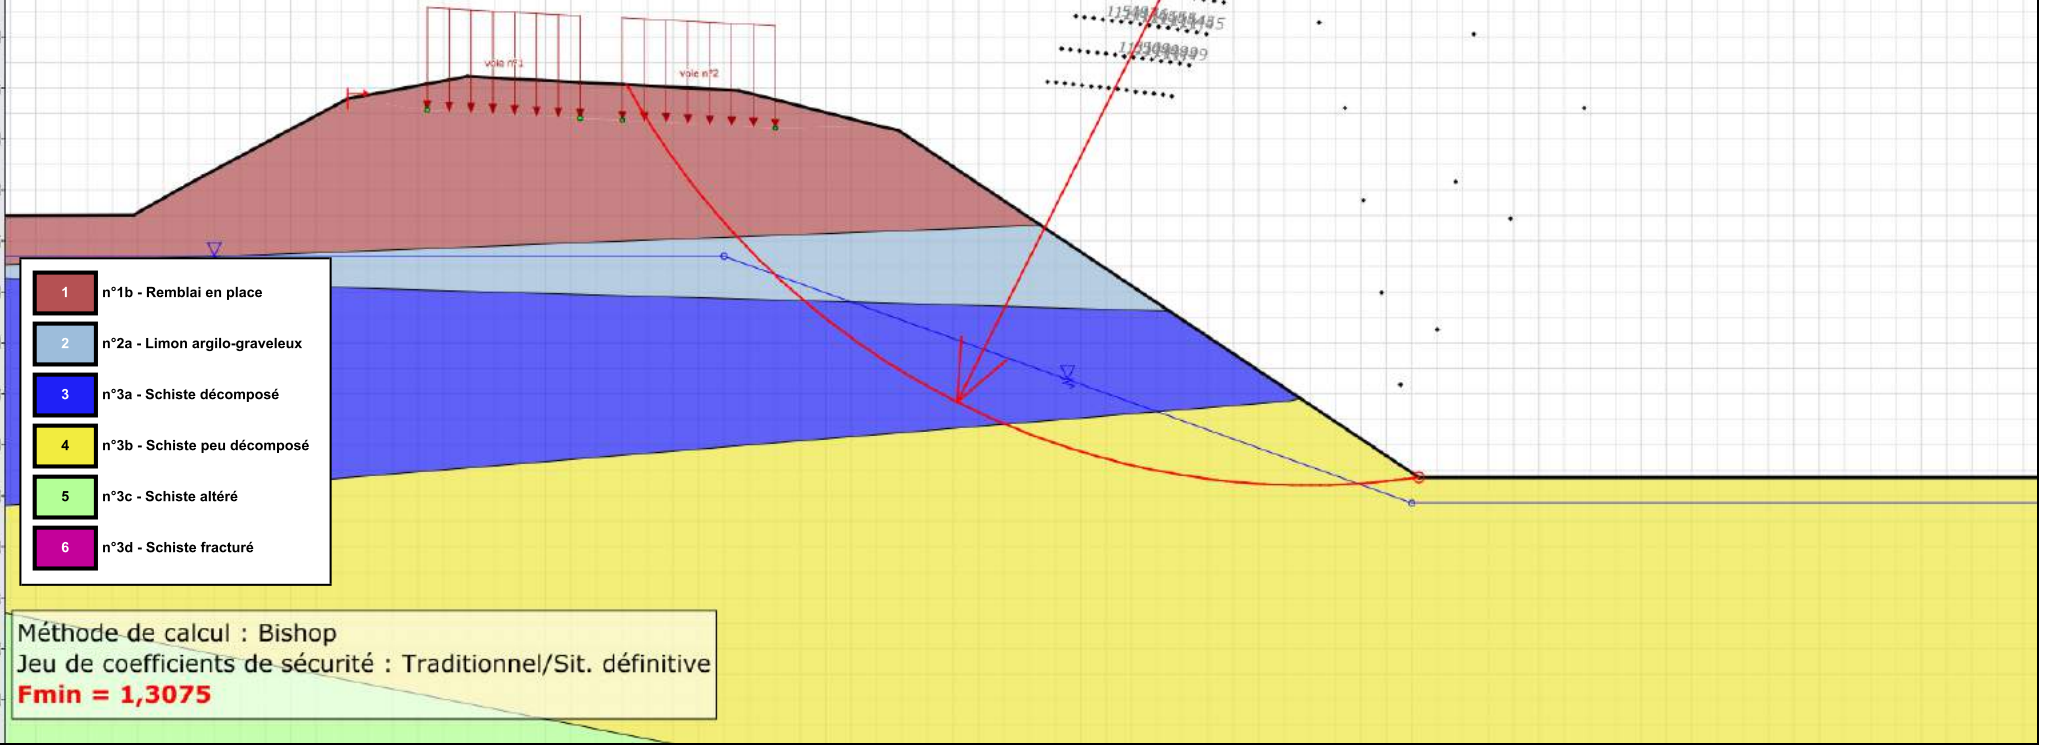 voie n°1
voie n°2
1 n°1b - Remblai en place
2 n°2a - Limon argilo-graveleux
3 n°3a - Schiste décomposé
4 n°3b - Schiste peu décomposé
5 n°3c - Schiste altéré
6 n°3d - Schiste fracturé
Méthode de calcul : Bishop
Jeu de coefficients de sécurité : Traditionnel/Sit. définitive
Fmin = 1,3075